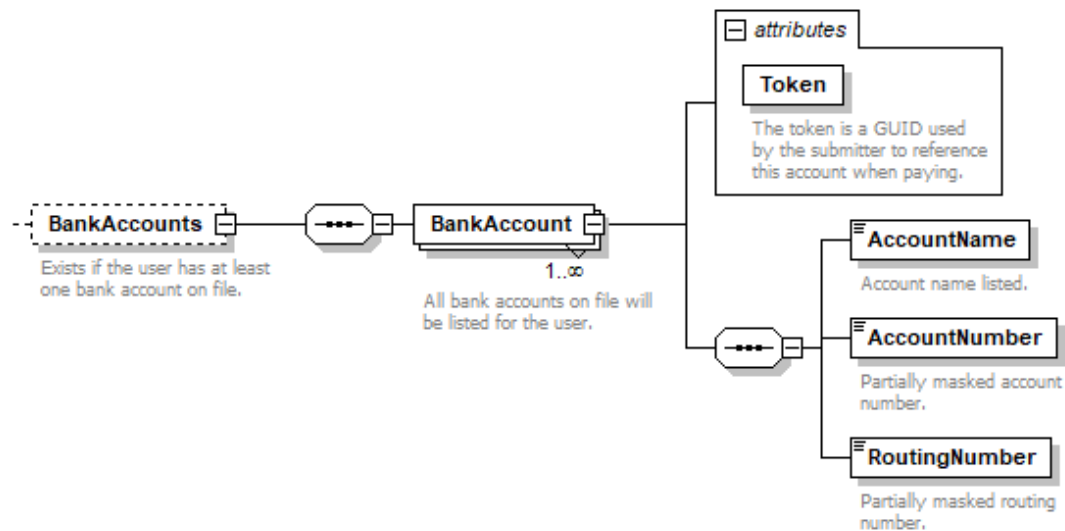 attributes
Token
The token is a GUID used
by the submitter to reference
this account when paying.
BankAccounts
Exists if the user has at least
one bank account on file.
BankAccount
1..∞
All bank accounts on file will
be listed for the user.
AccountName
Account name listed.
AccountNumber
Partially masked account
number.
RoutingNumber
Partially masked routing
number.